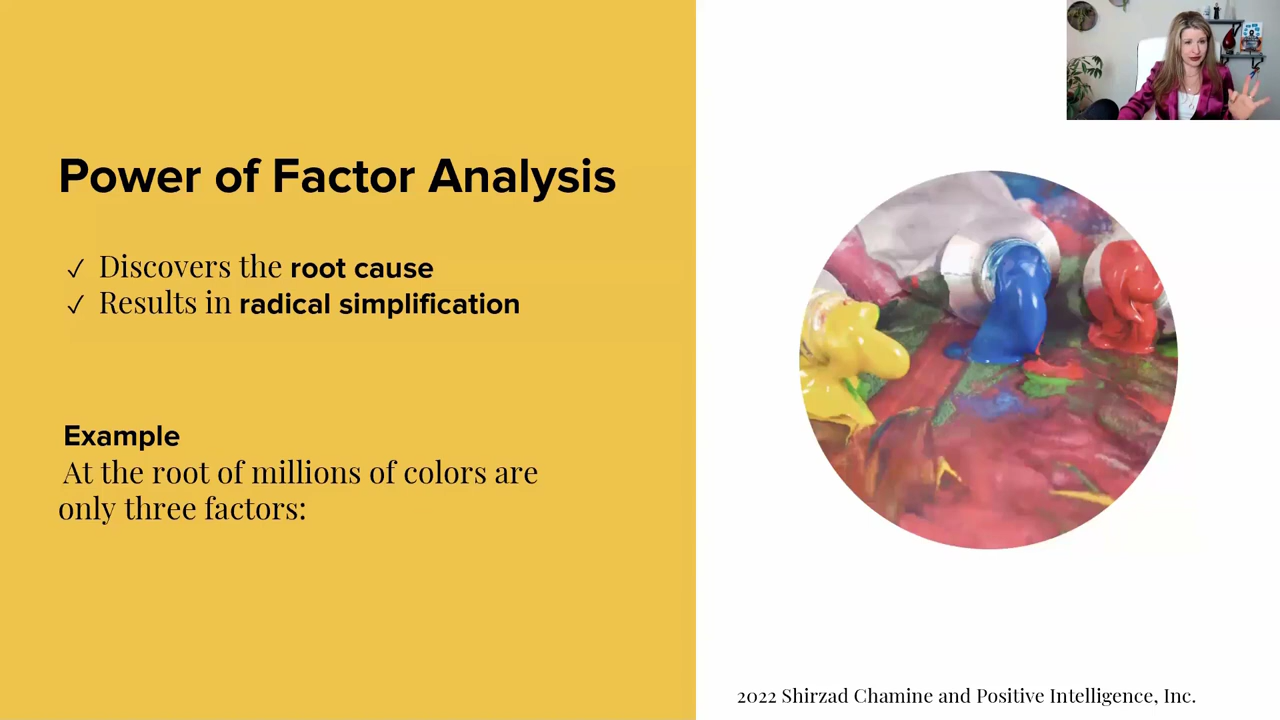 Power of Factor Analysis
✓ Discovers the root cause
✓ Results in radical simplification
Example
At the root of millions of colors are
only three factors:
2022 Shirzad Chamine and Positive Intelligence, Inc.